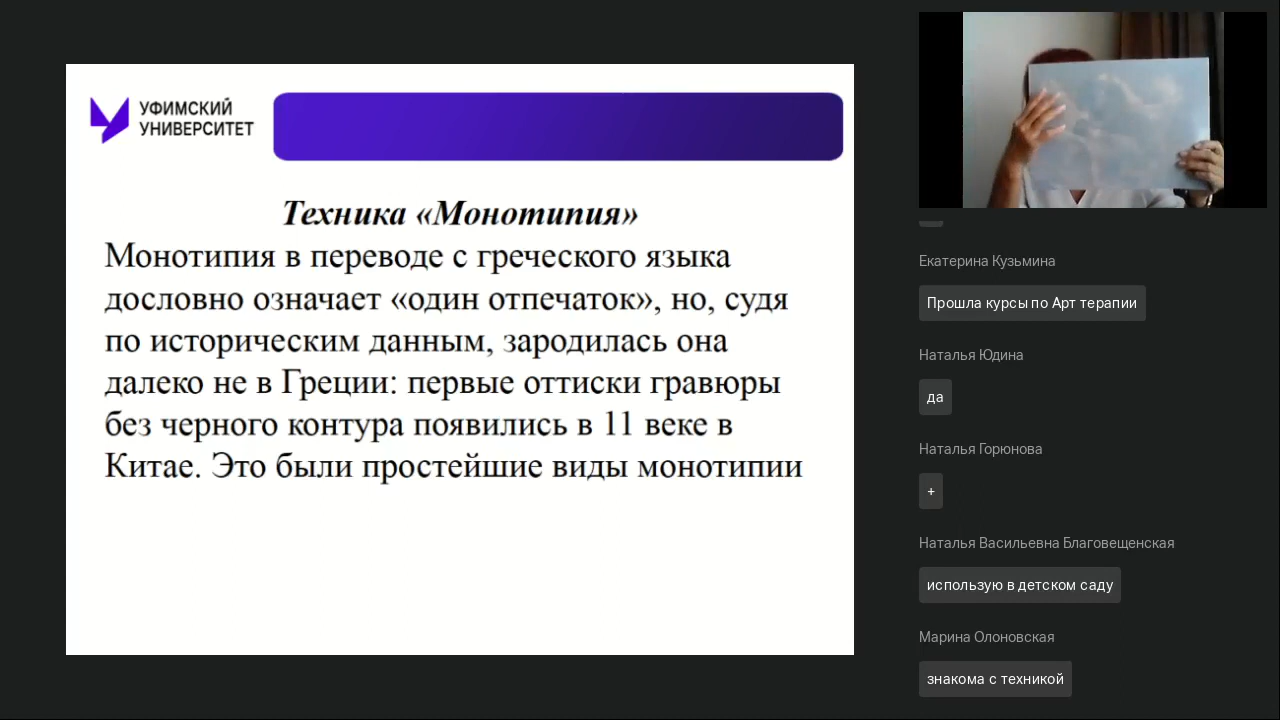 УФИМСКИЙ
УНИВЕРСИТЕТ
Техника «Монотипия»
Монотипия в переводе с греческого языка
дословно означает «один отпечаток», но, судя
по историческим данным, зародилась она
далеко не в Греции: первые оттиски гравюры
без черного контура появились в 11 веке в
Китае. Это были простейшие виды монотипии
Екатерина Кузьмина
Прошла курсы по Арт терапии
Наталья Юдина
да
Наталья Горюнова
+
Наталья Васильевна Благовещенская
использую в детском саду
Марина Олоновская
знакома с техникой